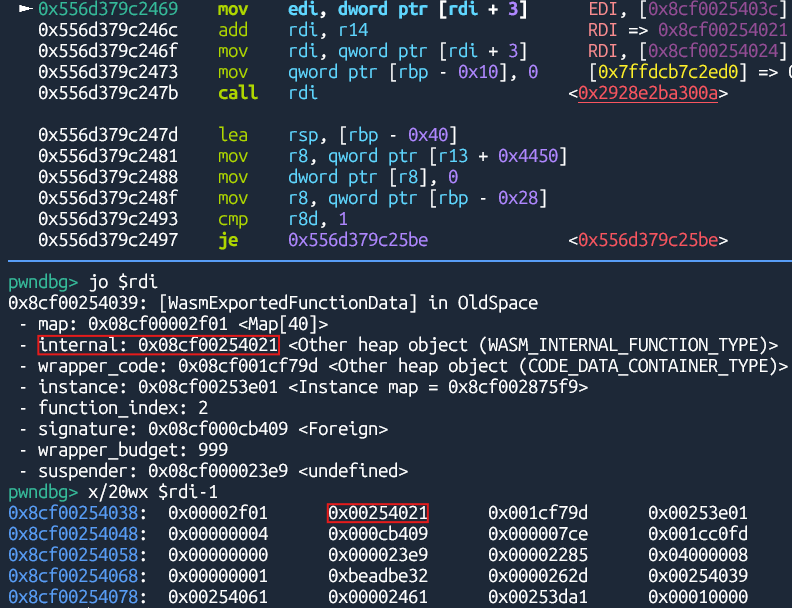 ► 0x556d379c2469 mov edi, dword ptr [rdi + 3] EDI, [0x8cf0025403c]
0x556d379c246c add rdi, r14 RDI => 0x8cf00254021
0x556d379c246f mov rdi, qword ptr [rdi + 3] RDI, [0x8cf00254024]
0x556d379c2473 mov qword ptr [rbp - 0x10], 0 [0x7ffdcb7c2ed0] => 0
0x556d379c247b call rdi <0x2928e2ba300a>
0x556d379c247d lea rsp, [rbp - 0x40]
0x556d379c2481 mov r8, qword ptr [r13 + 0x4450]
0x556d379c2488 mov dword ptr [r8], 0
0x556d379c248f mov r8, qword ptr [rbp - 0x28]
0x556d379c2493 cmp r8d, 1
0x556d379c2497 je 0x556d379c25be <0x556d379c25be>
pwndbg> jo $rdi
0x8cf00254039: [WasmExportedFunctionData] in OldSpace
- map: 0x08cf00002f01 <Map[40]>
- internal: 0x08cf00254021 <Other heap object (WASM_INTERNAL_FUNCTION_TYPE)>
- wrapper_code: 0x08cf001cf79d <Other heap object (CODE_DATA_CONTAINER_TYPE)>
- instance: 0x08cf00253e01 <Instance map = 0x8cf002875f9>
- function_index: 2
- signature: 0x08cf000cb409 <Foreign>
- wrapper_budget: 999
- suspender: 0x08cf000023e9 <undefined>
pwndbg> x/20wx $rdi-1
0x8cf00254038: 0x00002f01 0x00254021 0x001cf79d 0x00253e01
0x8cf00254048: 0x00000004 0x000cb409 0x000007ce 0x001cc0fd
0x8cf00254058: 0x00000000 0x000023e9 0x00002285 0x04000008
0x8cf00254068: 0x00000001 0xbeadbe32 0x0000262d 0x00254039
0x8cf00254078: 0x00254061 0x00002461 0x00253da1 0x00010000